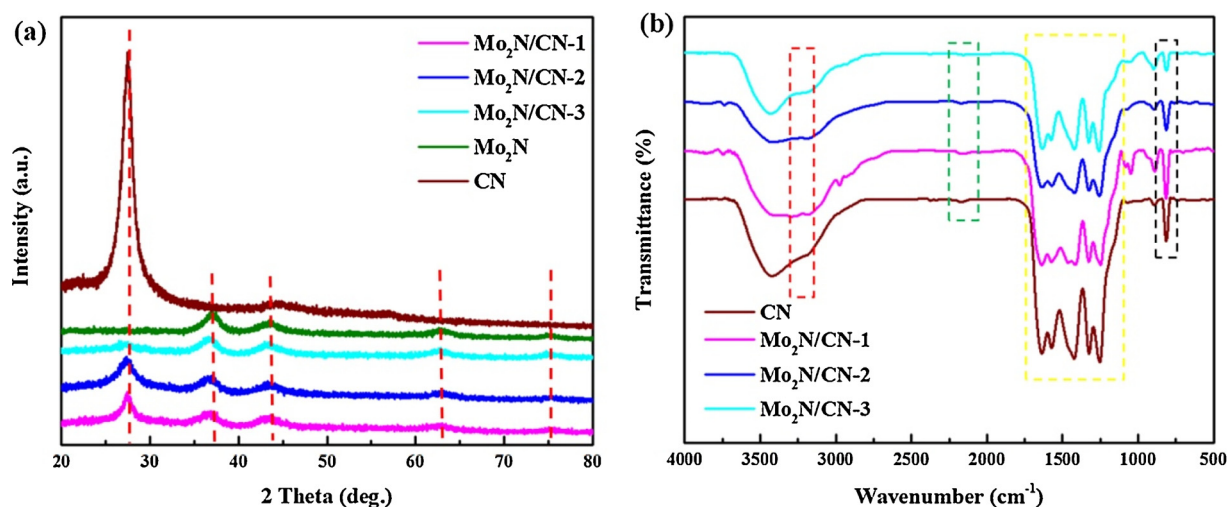 (a)
Mo₂N/CN-1
Mo₂N/CN-2
Mo₂N/CN-3
Mo₂N
CN
Intensity (a.u.)
20 30 40 50 60 70 80
2 Theta (deg.)
(b)
Transmittance (%)
CN
Mo₂N/CN-1
Mo₂N/CN-2
Mo₂N/CN-3
4000 3500 3000 2500 2000 1500 1000 500
Wavenumber (cm⁻¹)